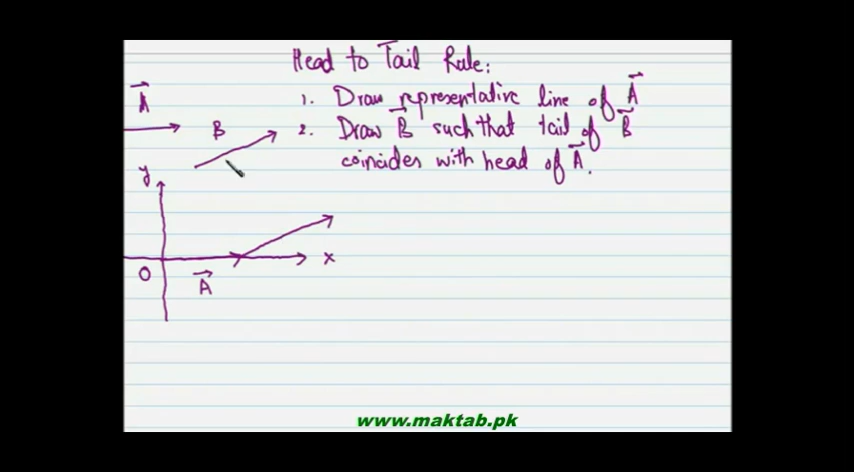 Head to Tail Rule:
A
1. Draw representative line of A
B
2. Draw B such that tail of B
coincides with head of A.
y
x
O
A
www.maktab.pk